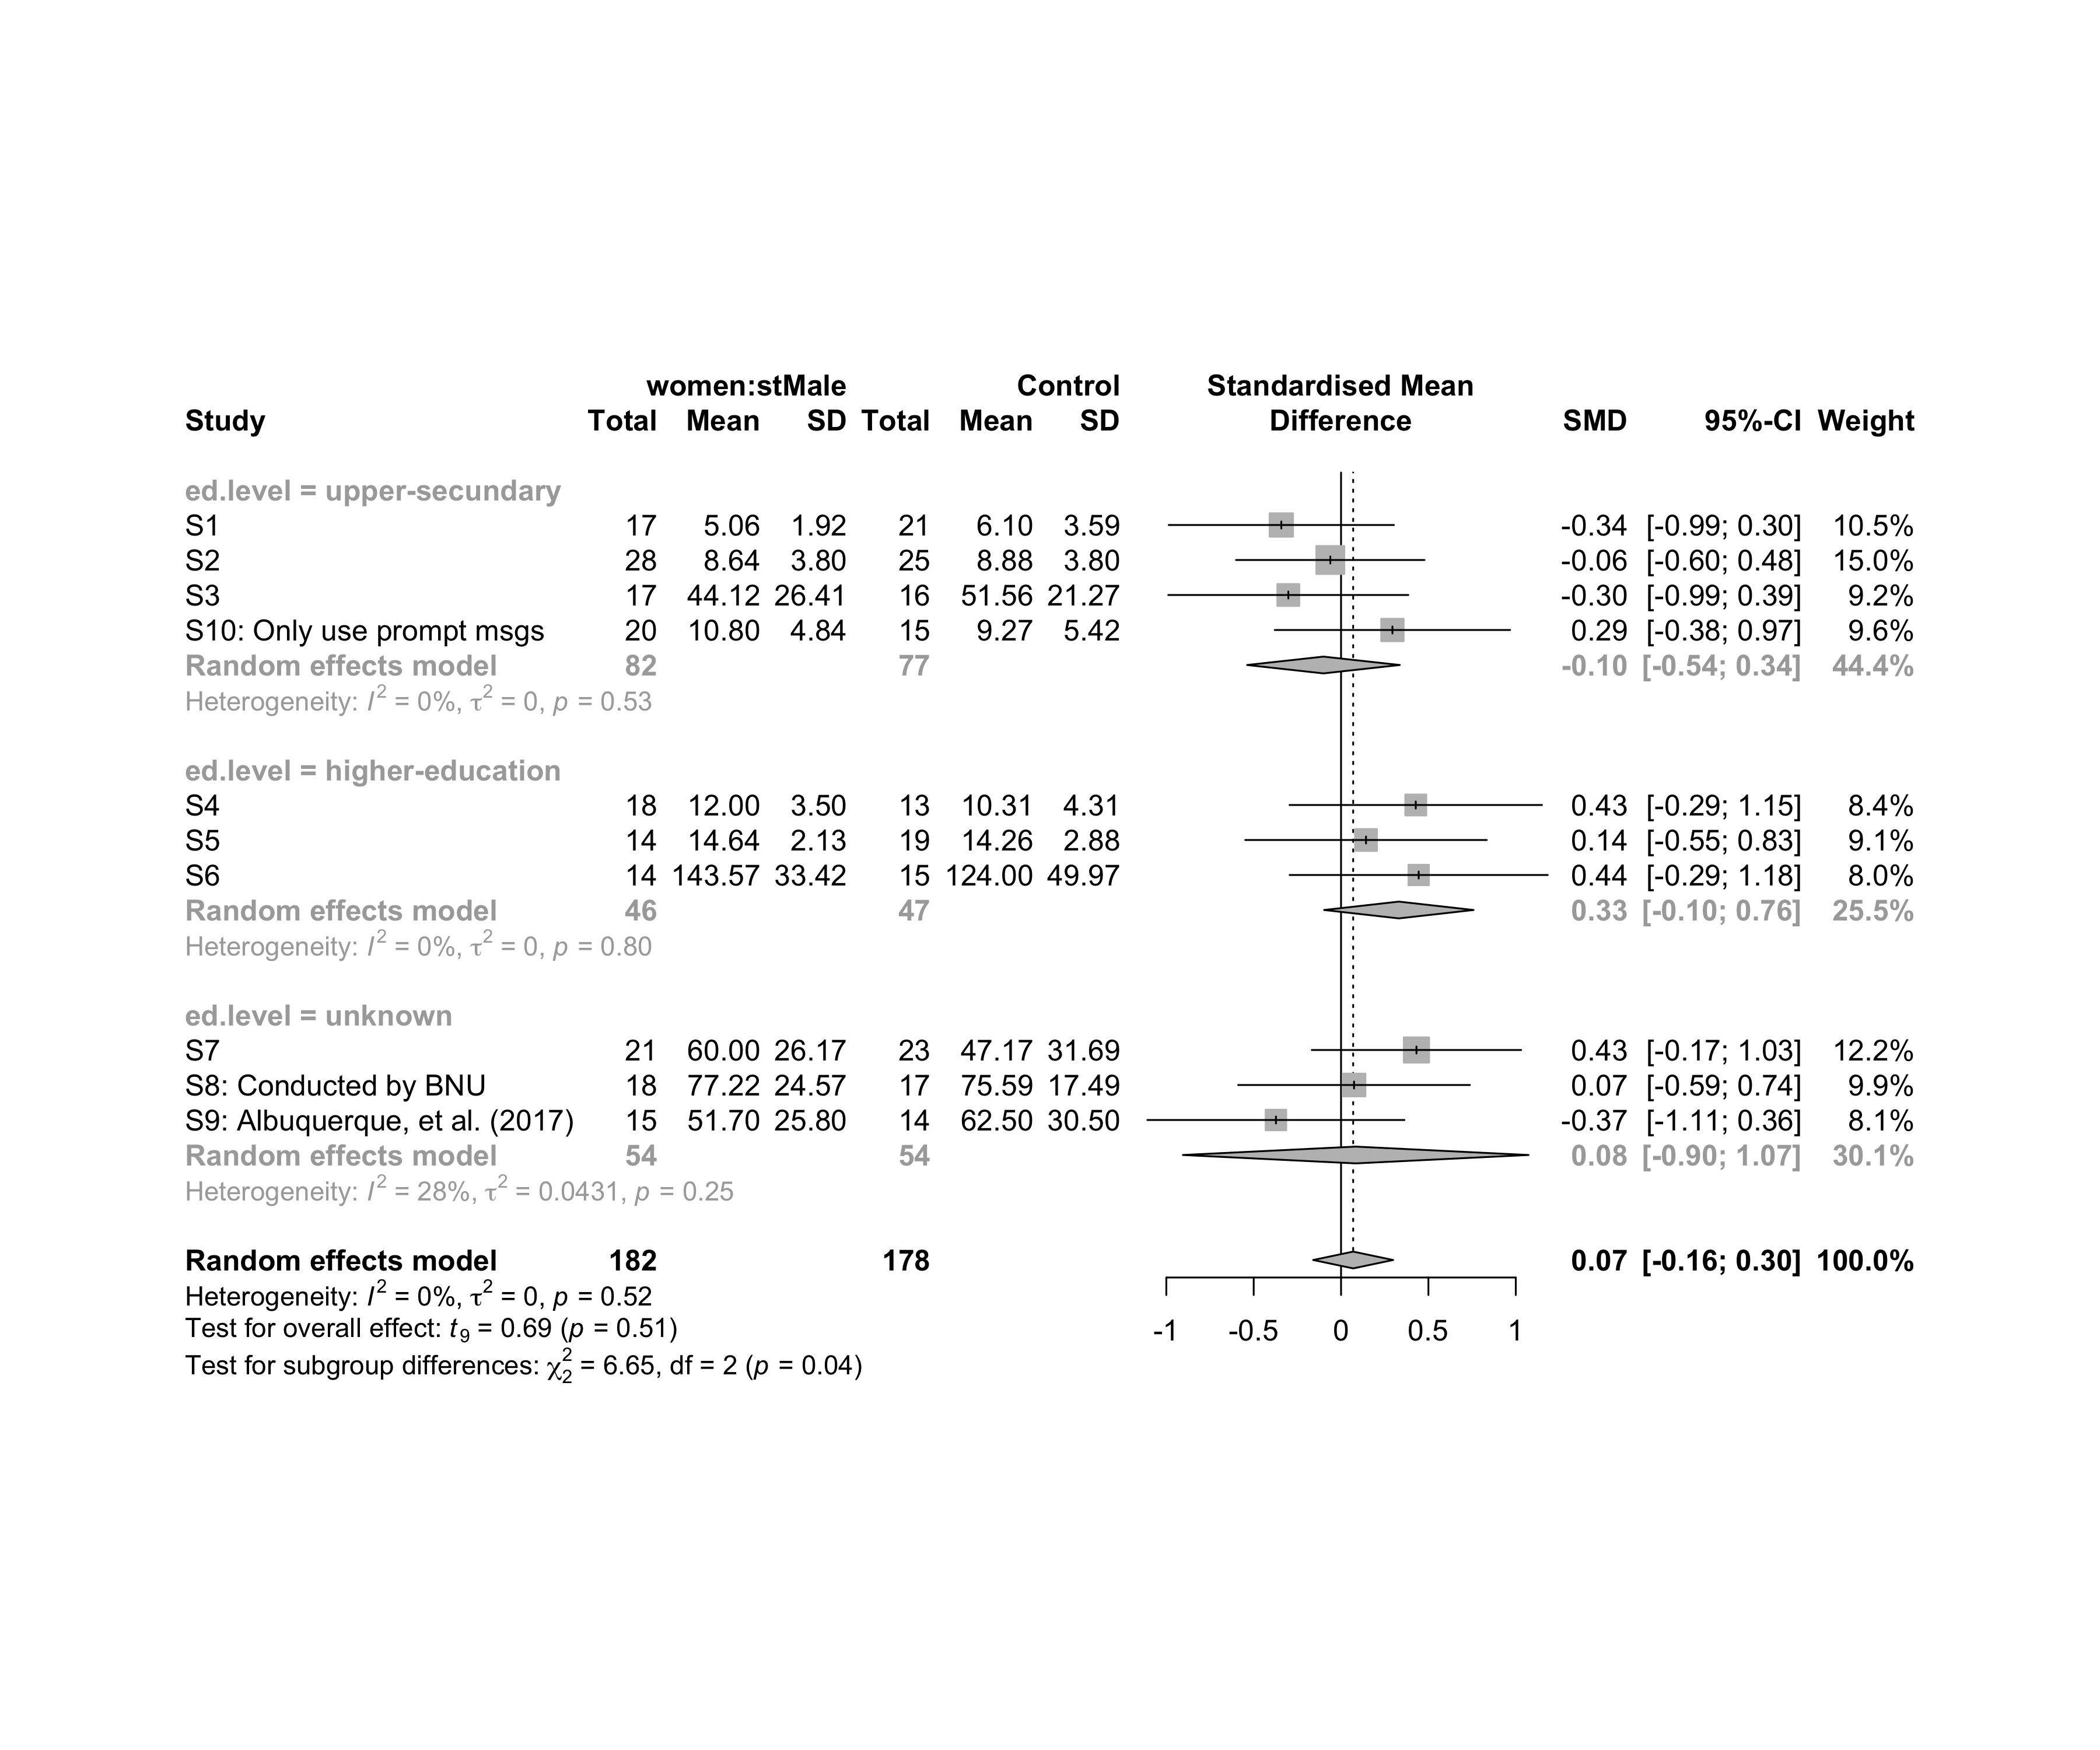 women:stMale Control Standardised Mean
Study Total Mean SD Total Mean SD Difference SMD 95%-CI Weight
ed.level = upper-secundary
S1 17 5.06 1.92 21 6.10 3.59 -0.34 [-0.99; 0.30] 10.5%
S2 28 8.64 3.80 25 8.88 3.80 -0.06 [-0.60; 0.48] 15.0%
S3 17 44.12 26.41 16 51.56 21.27 -0.30 [-0.99; 0.39] 9.2%
S10: Only use prompt msgs 20 10.80 4.84 15 9.27 5.42 0.29 [-0.38; 0.97] 9.6%
Random effects model 82 77 -0.10 [-0.54; 0.34] 44.4%
Heterogeneity: I² = 0%, τ² = 0, p = 0.53
ed.level = higher-education
S4 18 12.00 3.50 13 10.31 4.31 0.43 [-0.29; 1.15] 8.4%
S5 14 14.64 2.13 19 14.26 2.88 0.14 [-0.55; 0.83] 9.1%
S6 14 143.57 33.42 15 124.00 49.97 0.44 [-0.29; 1.18] 8.0%
Random effects model 46 47 0.33 [-0.10; 0.76] 25.5%
Heterogeneity: I² = 0%, τ² = 0, p = 0.80
ed.level = unknown
S7 21 60.00 26.17 23 47.17 31.69 0.43 [-0.17; 1.03] 12.2%
S8: Conducted by BNU 18 77.22 24.57 17 75.59 17.49 0.07 [-0.59; 0.74] 9.9%
S9: Albuquerque, et al. (2017) 15 51.70 25.80 14 62.50 30.50 -0.37 [-1.11; 0.36] 8.1%
Random effects model 54 54 0.08 [-0.90; 1.07] 30.1%
Heterogeneity: I² = 28%, τ² = 0.0431, p = 0.25
Random effects model 182 178 0.07 [-0.16; 0.30] 100.0%
Heterogeneity: I² = 0%, τ² = 0, p = 0.52
Test for overall effect: t₉ = 0.69 (p = 0.51)
-1 -0.5 0 0.5 1
Test for subgroup differences: χ²₂ = 6.65, df = 2 (p = 0.04)